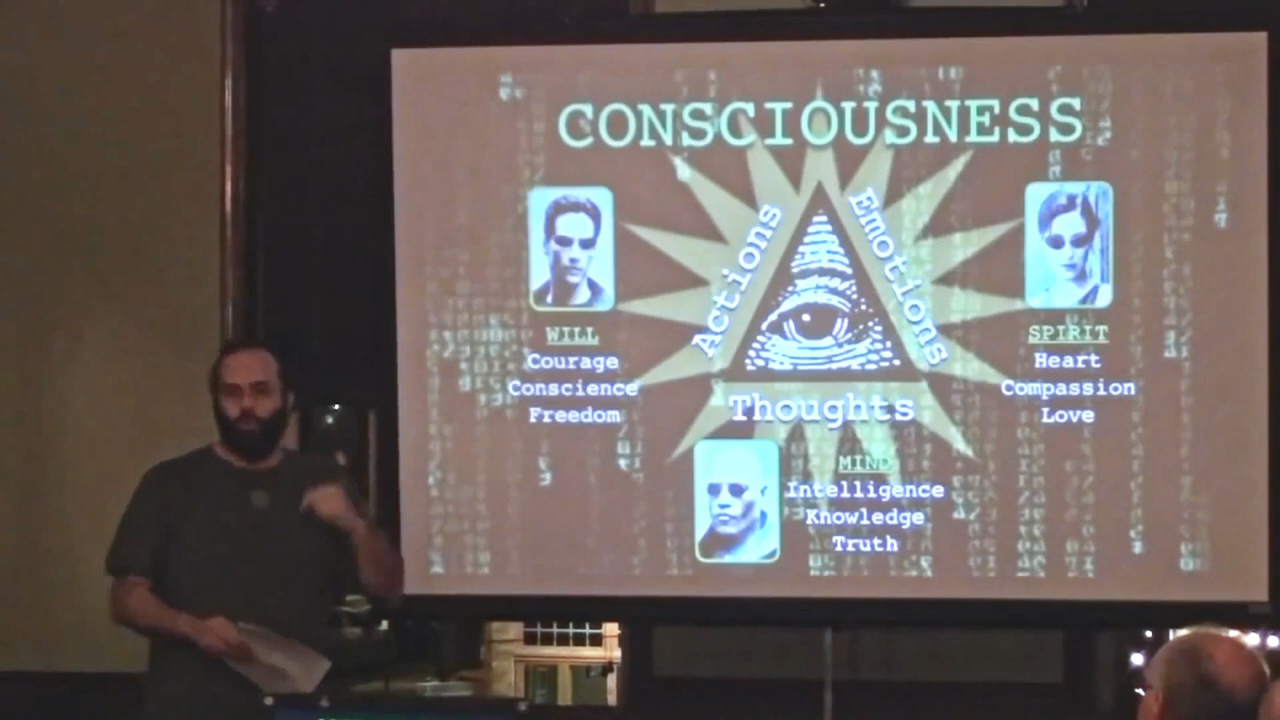 CONSCIOUSNESS
Actions
Emotions
WILL
Courage
Conscience
Freedom
SPIRIT
Heart
Compassion
Love
Thoughts
MIND
Intelligence
Knowledge
Truth